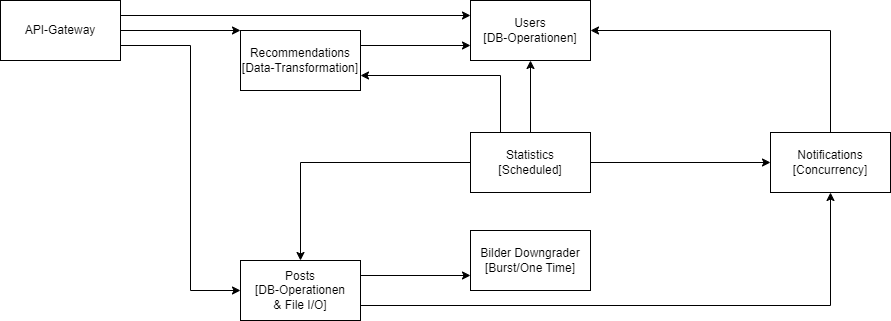 API-Gateway
Users
[DB-Operationen]
Recommendations
[Data-Transformation]
Statistics
[Scheduled]
Notifications
[Concurrency]
Bilder Downgrader
[Burst/One Time]
Posts
[DB-Operationen
& File I/O]